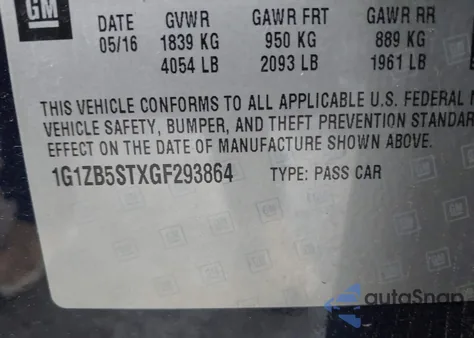 GM
DATE GVWR GAWR FRT GAWR RR
05/16 1839 KG 950 KG 889 KG
4054 LB 2093 LB 1961 LB
THIS VEHICLE CONFORMS TO ALL APPLICABLE U.S. FEDERAL
VEHICLE SAFETY, BUMPER, AND THEFT PREVENTION STANDAR
EFFECT ON THE DATE OF MANUFACTURE SHOWN ABOVE.
1G1ZB5STXGF293864 TYPE: PASS CAR
autoSnap